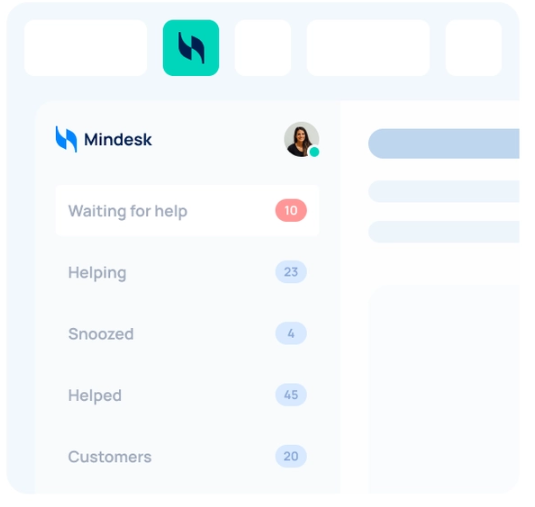 Mindesk
Waiting for help 10
Helping 23
Snoozed 4
Helped 45
Customers 20